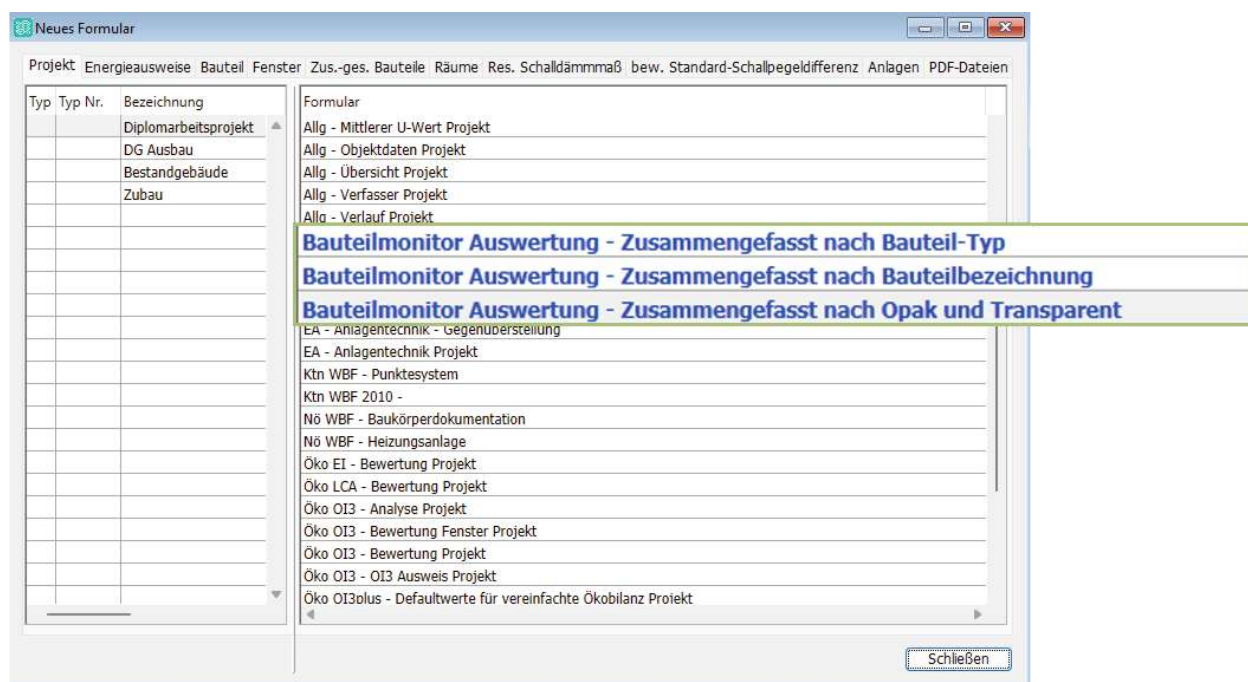 Neues Formular
Projekt Energieausweise Bauteil Fenster Zus.-ges. Bauteile Räume Res. Schalldämmmaß bew. Standard-Schallpegeldifferenz Anlagen PDF-Dateien
Typ Typ Nr. Bezeichnung Formular
Diplomarbeitsprojekt Allg - Mittlerer U-Wert Projekt
DG Ausbau Allg - Objektdaten Projekt
Bestandgebäude Allg - Übersicht Projekt
Zubau Allg - Verfasser Projekt
Allg - Verlauf Projekt
Bauteilmonitor Auswertung - Zusammengefasst nach Bauteil-Typ
Bauteilmonitor Auswertung - Zusammengefasst nach Bauteilbezeichnung
Bauteilmonitor Auswertung - Zusammengefasst nach Opak und Transparent
EA - Anlagentechnik - Gegenüberstellung
EA - Anlagentechnik Projekt
Ktn WBF - Punktesystem
Ktn WBF 2010 -
Nö WBF - Baukörperdokumentation
Nö WBF - Heizungsanlage
Öko EI - Bewertung Projekt
Öko LCA - Bewertung Projekt
Öko OI3 - Analyse Projekt
Öko OI3 - Bewertung Fenster Projekt
Öko OI3 - Bewertung Projekt
Öko OI3 - OI3 Ausweis Projekt
Öko OI3plus - Defaultwerte für vereinfachte Ökobilanz Projekt
Schließen